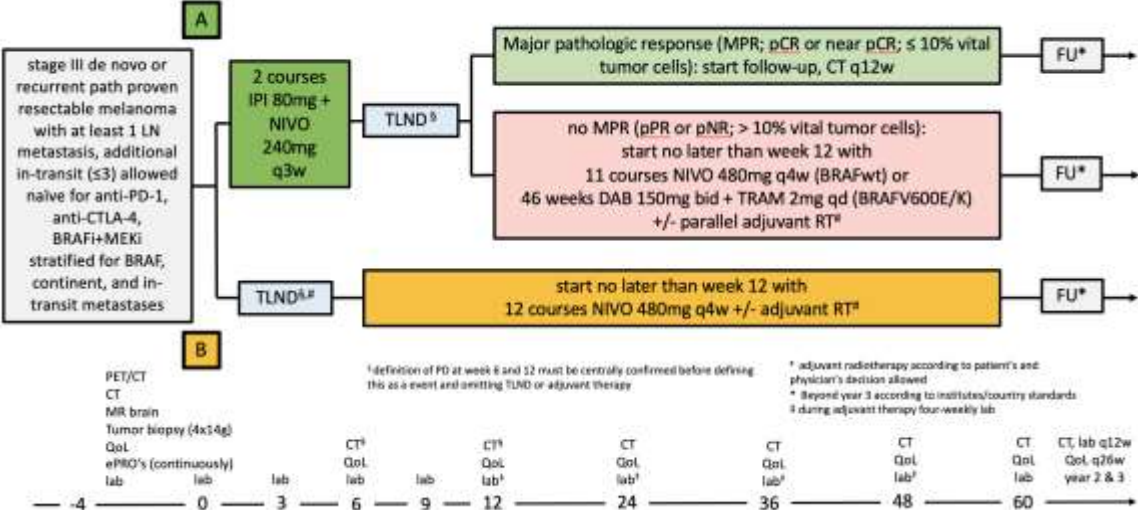 A
stage III de novo or
recurrent path proven
resectable melanoma
with at least 1 LN
metastasis, additional
in-transit (≤3) allowed
naïve for anti-PD-1,
anti-CTLA-4,
BRAFi+MEKi
stratified for BRAF,
continent, and in-
transit metastases
2 courses
IPI 80mg +
NIVO
240mg
q3w
TLND§
Major pathologic response (MPR; pCR or near pCR; ≤ 10% vital
tumor cells): start follow-up, CT q12w
FU*
no MPR (pPR or pNR; > 10% vital tumor cells):
start no later than week 12 with
11 courses NIVO 480mg q4w (BRAFwt) or
46 weeks DAB 150mg bid + TRAM 2mg qd (BRAFV600E/K)
+/- parallel adjuvant RT#
FU*
TLND§,#
start no later than week 12 with
12 courses NIVO 480mg q4w +/- adjuvant RT#
FU*
B
§ definition of PD at week 6 and 12 must be centrally confirmed before defining
this as a event and omitting TLND or adjuvant therapy
# adjuvant radiotherapy according to patient's and
physician's decision allowed
* Beyond year 3 according to institutes/country standards
‡ during adjuvant therapy four-weekly lab
PET/CT
CT
MR brain
Tumor biopsy (4x14g)
QoL
ePRO's (continuously)
lab lab lab
CT§
QoL
lab
lab
CT§
QoL
lab‡
CT
QoL
lab‡
CT
QoL
lab‡
CT
QoL
lab‡
CT
QoL
lab
CT, lab q12w
QoL q26w
year 2 & 3
-4 0 3 6 9 12 24 36 48 60